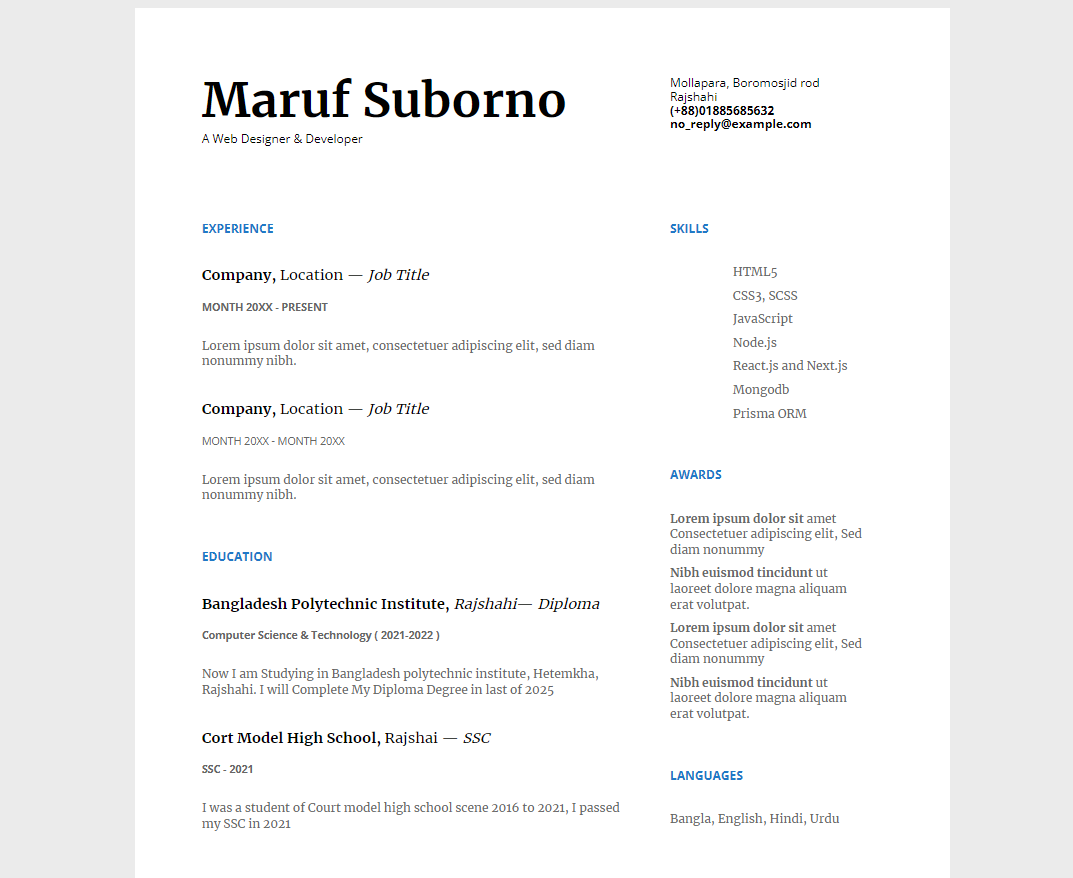 Maruf Suborno
A Web Designer & Developer
Mollapara, Boromosjid rod
Rajshahi
(+88)01885685632
no_reply@example.com
EXPERIENCE
Company, Location — Job Title
MONTH 20XX - PRESENT
Lorem ipsum dolor sit amet, consectetuer adipiscing elit, sed diam
nonummy nibh.
Company, Location — Job Title
MONTH 20XX - MONTH 20XX
Lorem ipsum dolor sit amet, consectetuer adipiscing elit, sed diam
nonummy nibh.
EDUCATION
Bangladesh Polytechnic Institute, Rajshahi— Diploma
Computer Science & Technology ( 2021-2022 )
Now I am Studying in Bangladesh polytechnic institute, Hetemkha,
Rajshahi. I will Complete My Diploma Degree in last of 2025
Cort Model High School, Rajshai — SSC
SSC - 2021
I was a student of Court model high school scene 2016 to 2021, I passed
my SSC in 2021
SKILLS
HTML5
CSS3, SCSS
JavaScript
Node.js
React.js and Next.js
Mongodb
Prisma ORM
AWARDS
Lorem ipsum dolor sit amet
Consectetuer adipiscing elit, Sed
diam nonummy
Nibh euismod tincidunt ut
laoreet dolore magna aliquam
erat volutpat.
Lorem ipsum dolor sit amet
Consectetuer adipiscing elit, Sed
diam nonummy
Nibh euismod tincidunt ut
laoreet dolore magna aliquam
erat volutpat.
LANGUAGES
Bangla, English, Hindi, Urdu